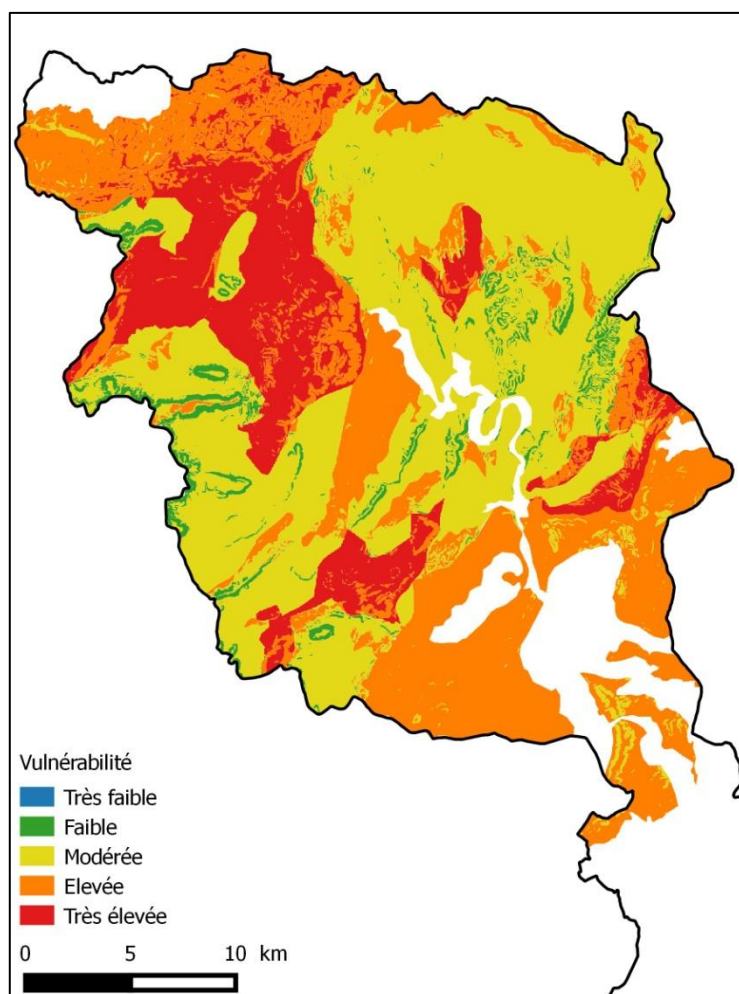 Vulnérabilité
Très faible
Faible
Modérée
Elevée
Très élevée
0 5 10 km